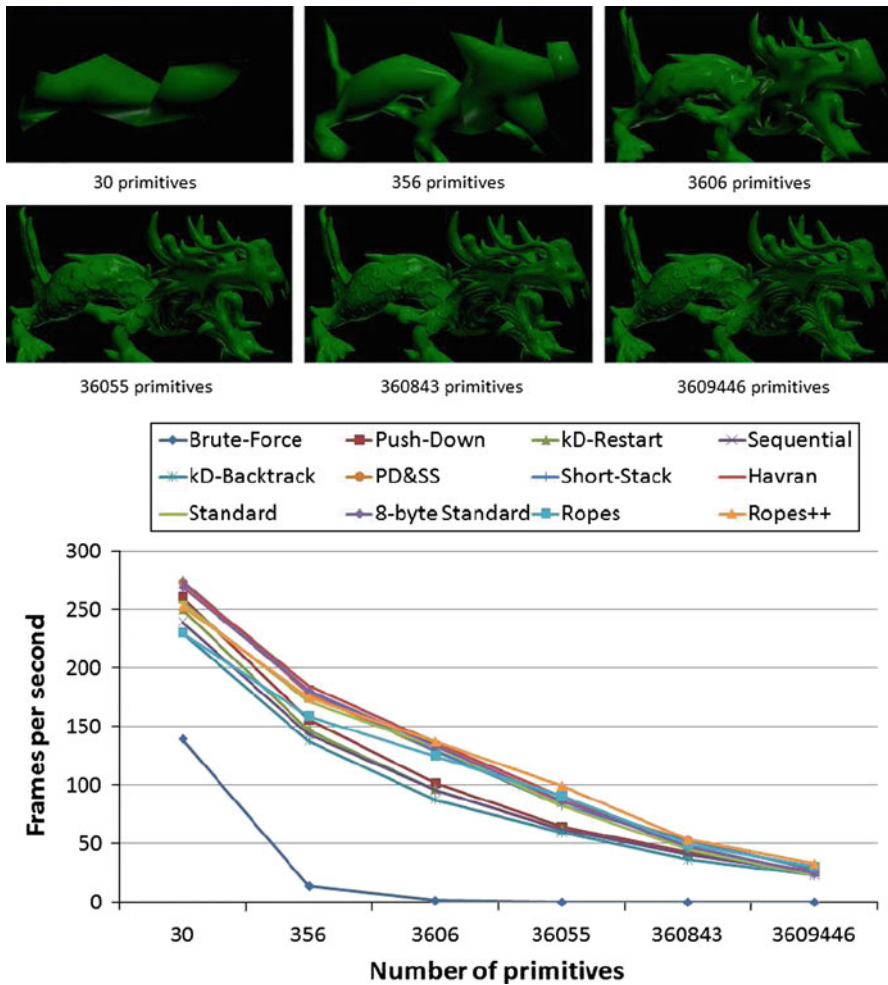 30 primitives 356 primitives 3606 primitives
36055 primitives 360843 primitives 3609446 primitives
Brute-Force Push-Down kD-Restart Sequential
kD-Backtrack PD&SS Short-Stack Havran
Standard 8-byte Standard Ropes Ropes++
300
250
200
150
100
50
0
Frames per second
30 356 3606 36055 360843 3609446
Number of primitives